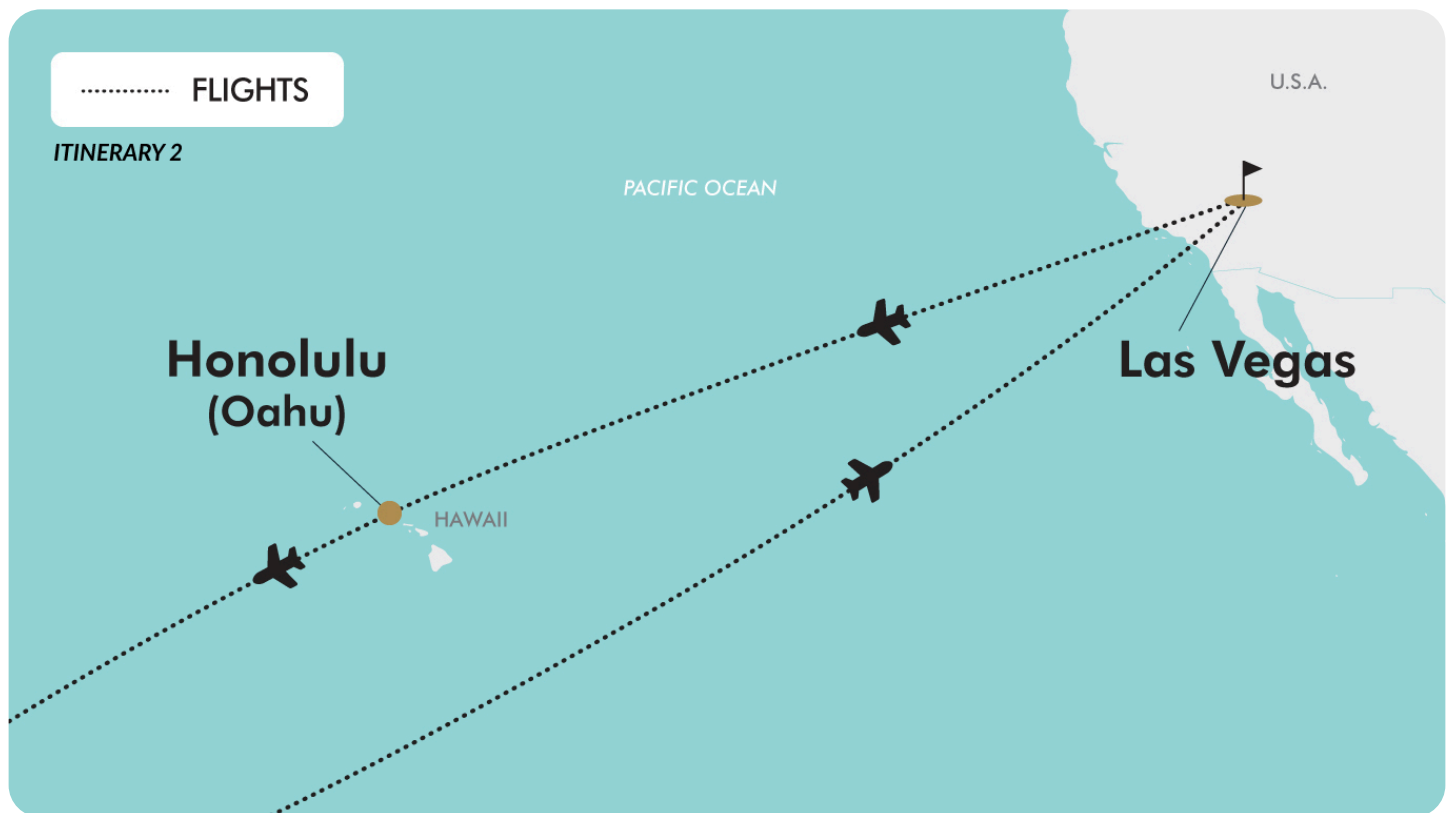 FLIGHTS
ITINERARY 2
U.S.A.
PACIFIC OCEAN
Honolulu
(Oahu)
Las Vegas
HAWAII